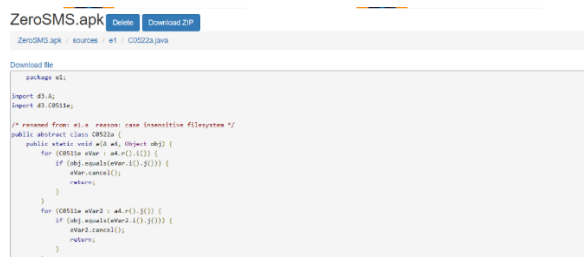 ZeroSMS.apk Delete Download ZIP
ZeroSMS.apk / sources / e1 / C0522a.java
Download file
package e1;
import d3.A;
import d3.C0511e;
/* renamed from: e1.a reason: case insensitive filesystem */
public abstract class C0522a {
public static void a(A a4, Object obj) {
for (C0511e eVar : a4.r().i()) {
if (obj.equals(eVar.i().j())) {
eVar.cancel();
return;
}
}
for (C0511e eVar2 : a4.r().j()) {
if (obj.equals(eVar2.i().j())) {
eVar2.cancel();
return;
}